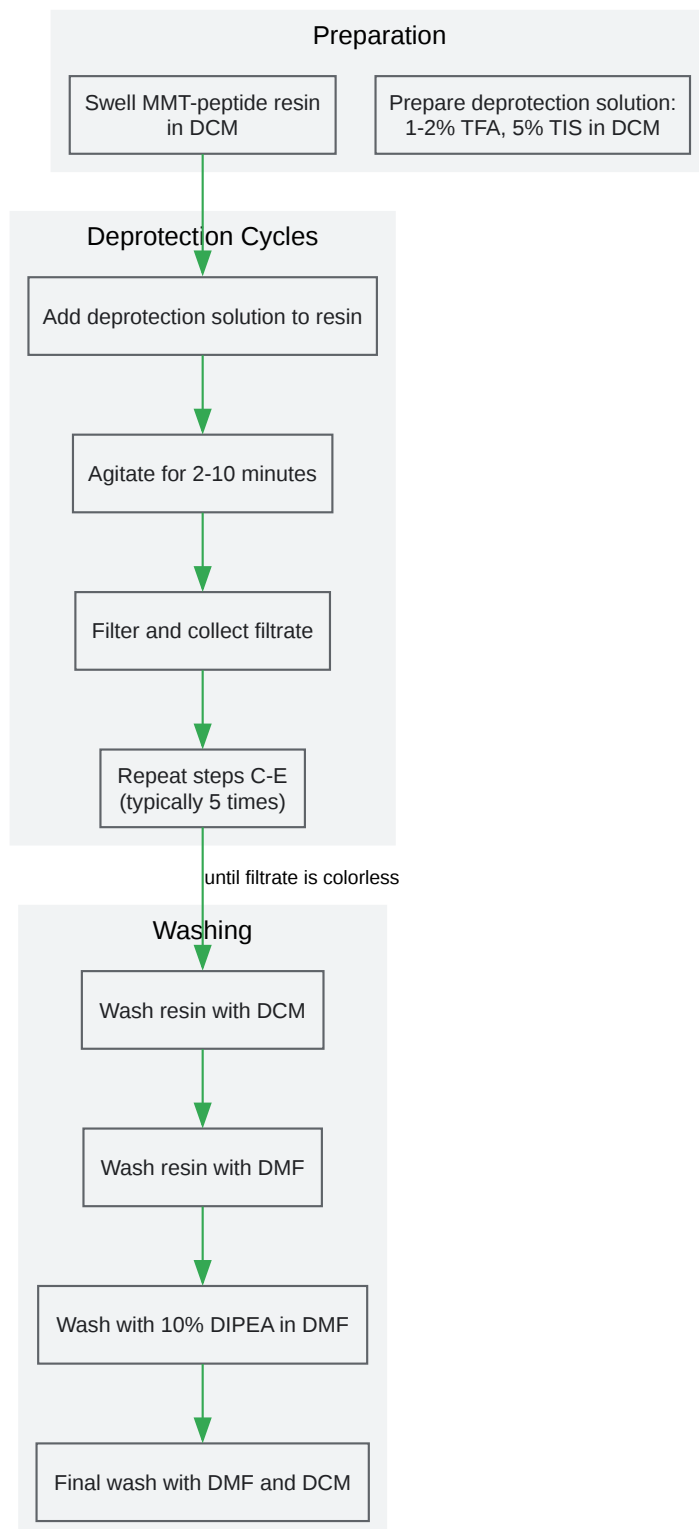 Preparation
Swell MMT-peptide resin
in DCM
Prepare deprotection solution:
1-2% TFA, 5% TIS in DCM
Deprotection Cycles
Add deprotection solution to resin
Agitate for 2-10 minutes
Filter and collect filtrate
Repeat steps C-E
(typically 5 times)
until filtrate is colorless
Washing
Wash resin with DCM
Wash resin with DMF
Wash with 10% DIPEA in DMF
Final wash with DMF and DCM